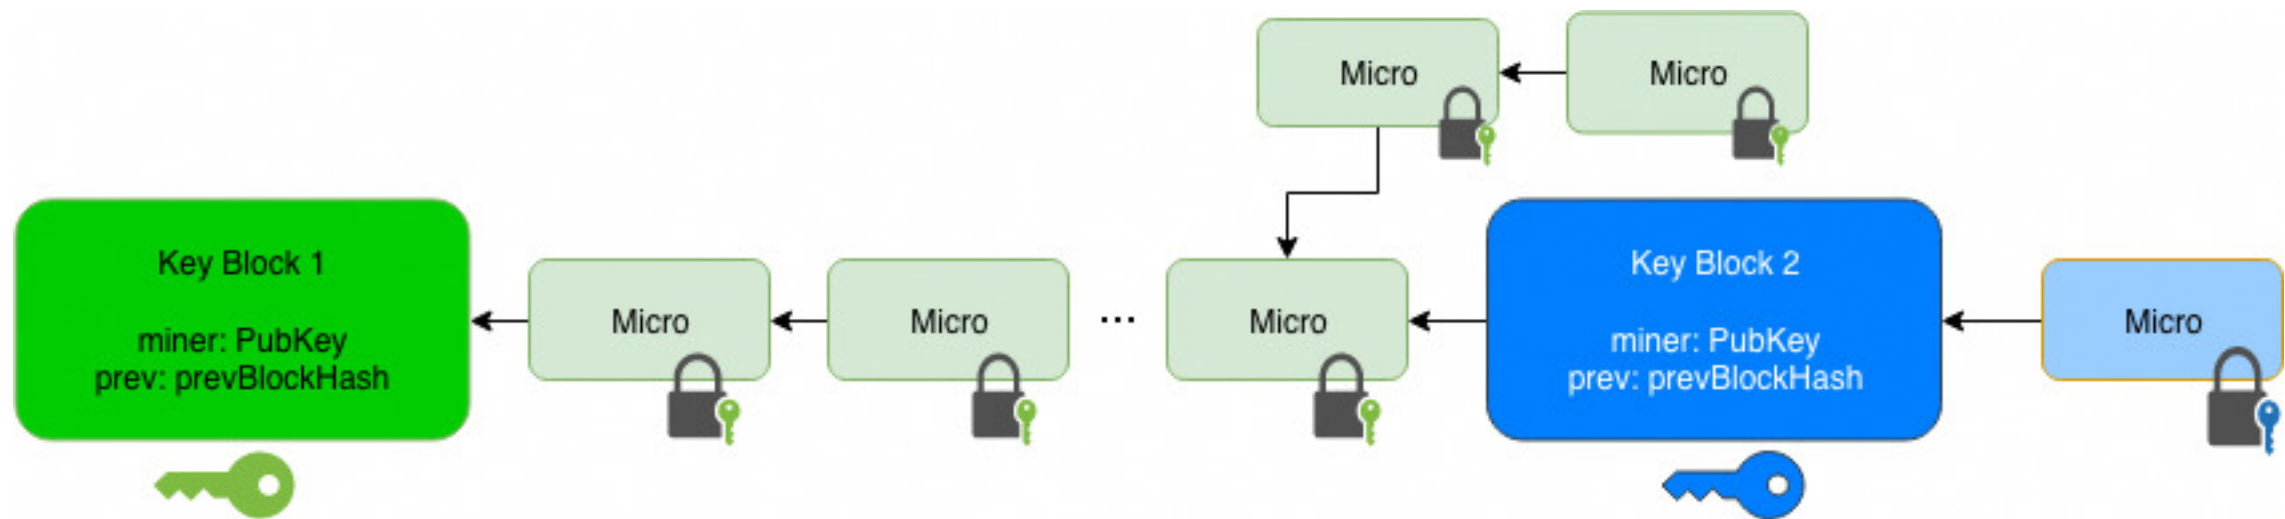 Micro
Micro
Key Block 1
miner: PubKey
prev: prevBlockHash
Micro
Micro
...
Micro
Key Block 2
miner: PubKey
prev: prevBlockHash
Micro